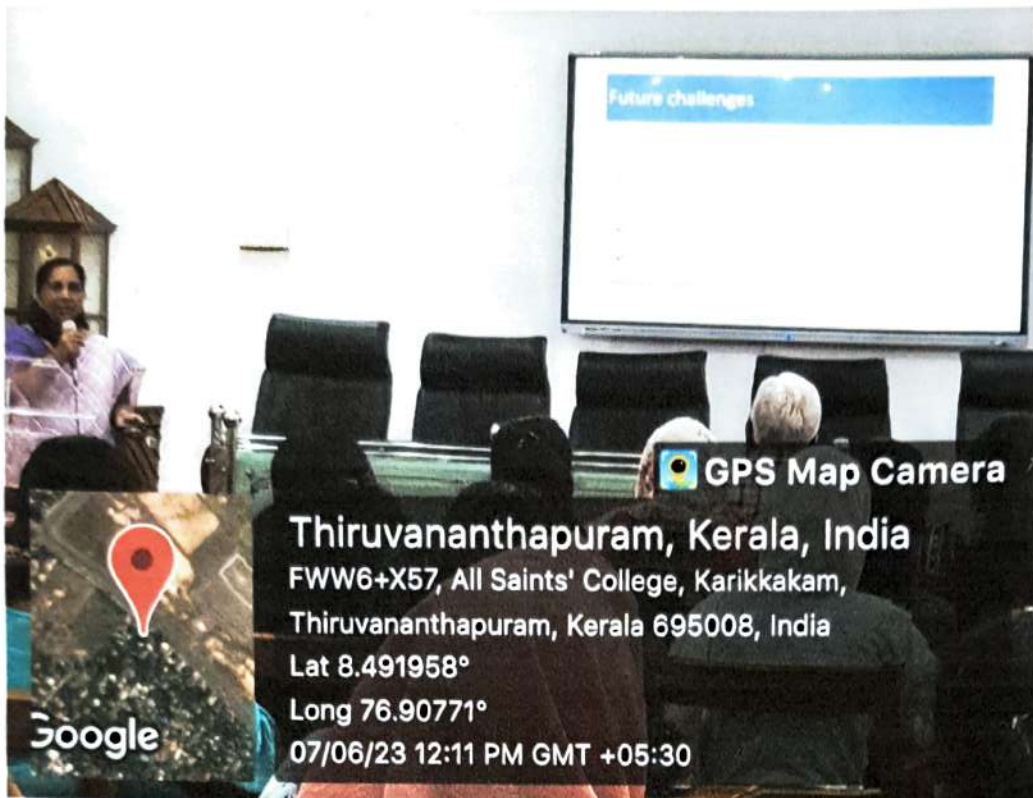 Future challenges
GPS Map Camera
Thiruvananthapuram, Kerala, India
FWW6+X57, All Saints' College, Karikkakam,
Thiruvananthapuram, Kerala 695008, India
Lat 8.491958°
Long 76.90771°
07/06/23 12:11 PM GMT +05:30
Google